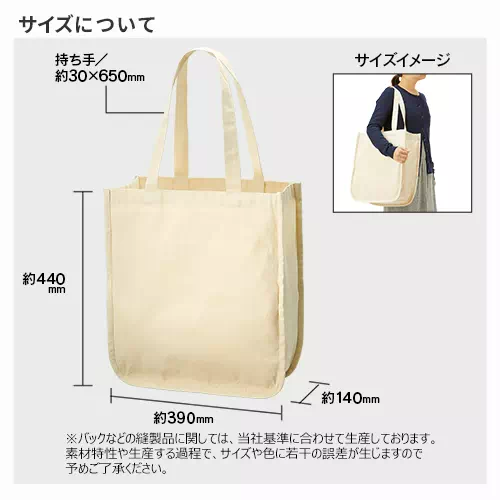 サイズについて
持ち手／
約30×650mm
サイズイメージ
約440
mm
約140mm
約390mm
※バックなどの縫製品に関しては、当社基準に合わせて生産しております。
素材特性や生産する過程で、サイズや色に若干の誤差が生じますので
予めご了承ください。